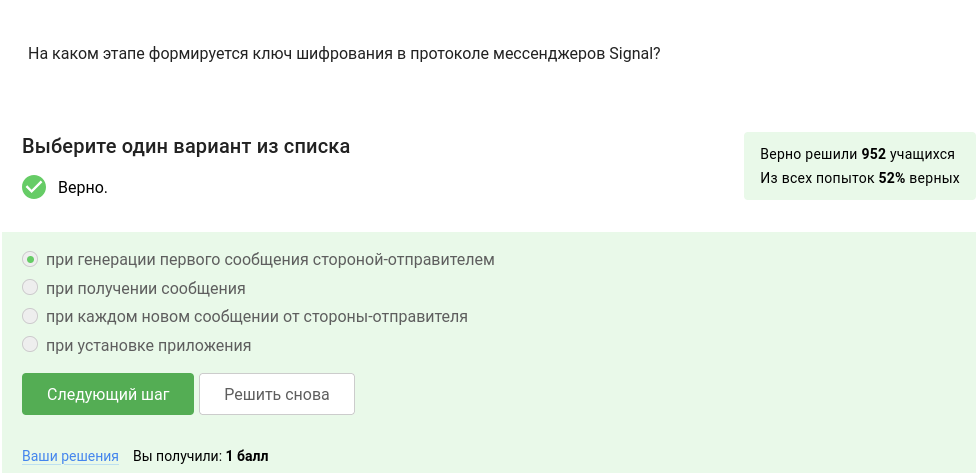 На каком этапе формируется ключ шифрования в протоколе мессенджеров Signal?
Выберите один вариант из списка
Верно.
Верно решили 952 учащихся
Из всех попыток 52% верных
при генерации первого сообщения стороной-отправителем
при получении сообщения
при каждом новом сообщении от стороны-отправителя
при установке приложения
Следующий шаг
Решить снова
Ваши решения Вы получили: 1 балл